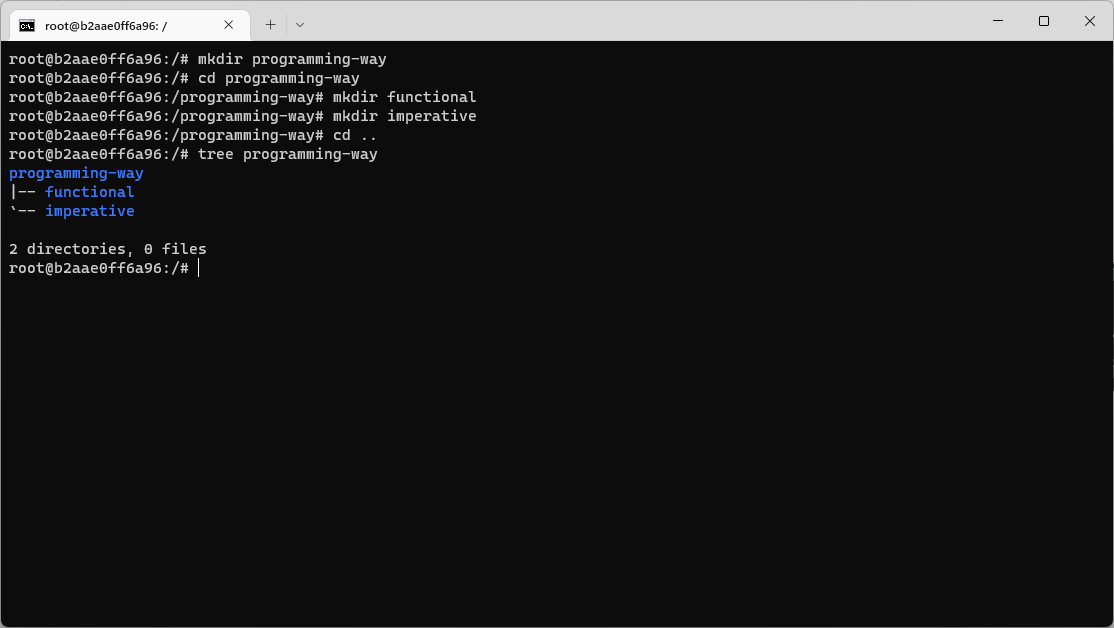 root@b2aae0ff6a96: /
root@b2aae0ff6a96:/# mkdir programming-way
root@b2aae0ff6a96:/# cd programming-way
root@b2aae0ff6a96:/programming-way# mkdir functional
root@b2aae0ff6a96:/programming-way# mkdir imperative
root@b2aae0ff6a96:/programming-way# cd ..
root@b2aae0ff6a96:/# tree programming-way
programming-way
|-- functional
`-- imperative
2 directories, 0 files
root@b2aae0ff6a96:/#